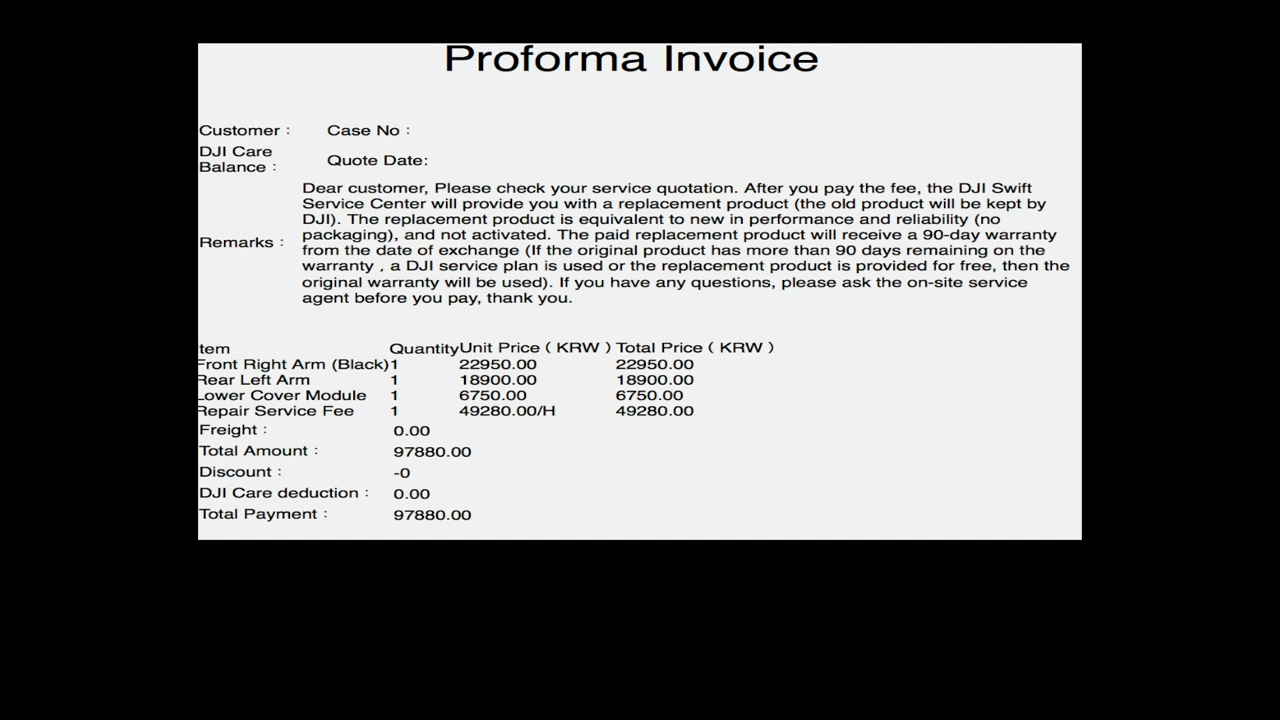 Proforma Invoice
Customer : Case No :
DJI Care
Balance : Quote Date:
Remarks : Dear customer, Please check your service quotation. After you pay the fee, the DJI Swift
Service Center will provide you with a replacement product (the old product will be kept by
DJI). The replacement product is equivalent to new in performance and reliability (no
packaging), and not activated. The paid replacement product will receive a 90-day warranty
from the date of exchange (If the original product has more than 90 days remaining on the
warranty , a DJI service plan is used or the replacement product is provided for free, then the
original warranty will be used). If you have any questions, please ask the on-site service
agent before you pay, thank you.
tem Quantity Unit Price ( KRW ) Total Price ( KRW )
Front Right Arm (Black) 1 22950.00 22950.00
Rear Left Arm 1 18900.00 18900.00
Lower Cover Module 1 6750.00 6750.00
Repair Service Fee 1 49280.00/H 49280.00
Freight : 0.00
Total Amount : 97880.00
Discount : -0
DJI Care deduction : 0.00
Total Payment : 97880.00